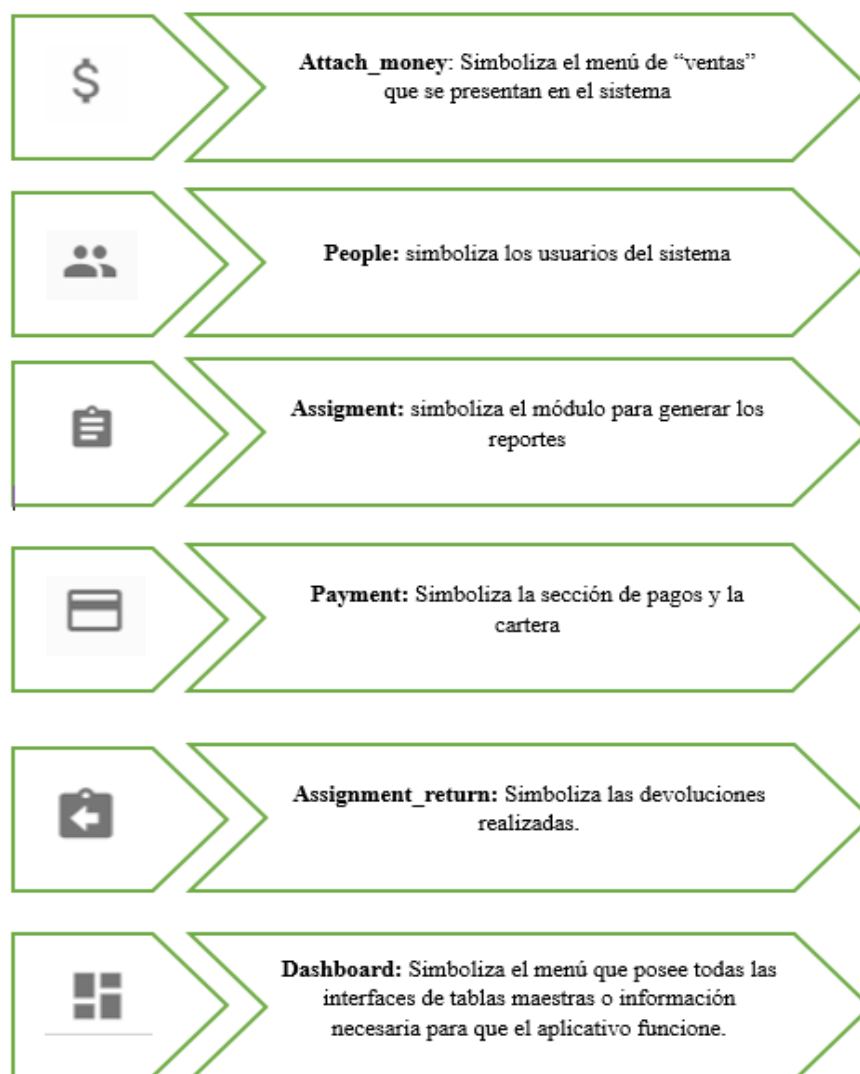 $
Attach_money: Simboliza el menú de “ventas”
que se presentan en el sistema
People: simboliza los usuarios del sistema
Assigment: simboliza el módulo para generar los
reportes
Payment: Simboliza la sección de pagos y la
cartera
Assignment_return: Simboliza las devoluciones
realizadas.
Dashboard: Simboliza el menú que posee todas las
interfaces de tablas maestras o información
necesaria para que el aplicativo funcione.